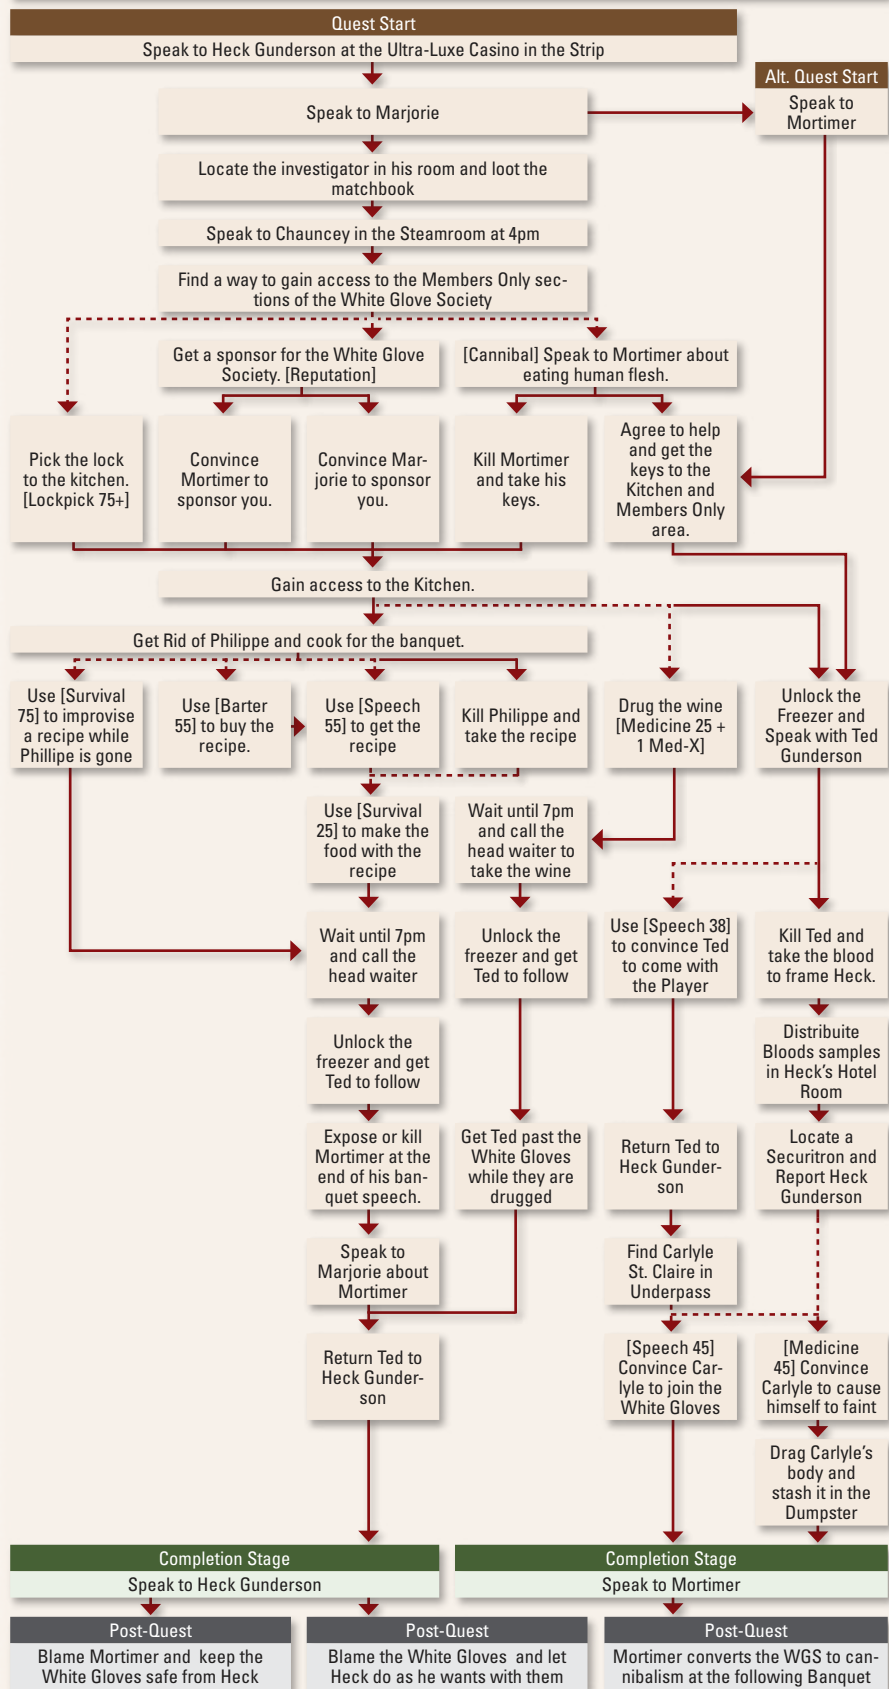 Quest Start
Speak to Heck Gunderson at the Ultra-Luxe Casino in the Strip
Alt. Quest Start
Speak to
Mortimer
Speak to Marjorie
Locate the investigator in his room and loot the
matchbook
Speak to Chauncey in the Steamroom at 4pm
Find a way to gain access to the Members Only sec-
tions of the White Glove Society
Get a sponsor for the White Glove
Society. [Reputation]
[Cannibal] Speak to Mortimer about
eating human flesh.
Pick the lock
to the kitchen.
[Lockpick 75+]
Convince
Mortimer to
sponsor you.
Convince Mar-
jorie to sponsor
you.
Kill Mortimer
and take his
keys.
Agree to help
and get the
keys to the
Kitchen and
Members Only
area.
Gain access to the Kitchen.
Get Rid of Philippe and cook for the banquet.
Use [Survival
75] to improvise
a recipe while
Phillipe is gone
Use [Barter
55] to buy the
recipe.
Use [Speech
55] to get the
recipe
Kill Philippe and
take the recipe
Drug the wine
[Medicine 25 +
1 Med-X]
Unlock the
Freezer and
Speak with Ted
Gunderson
Use [Survival
25] to make the
food with the
recipe
Wait until 7pm
and call the
head waiter to
take the wine
Wait until 7pm
and call the
head waiter
Unlock the
freezer and get
Ted to follow
Use [Speech 38]
to convince Ted
to come with
the Player
Kill Ted and
take the blood
to frame Heck.
Unlock the
freezer and get
Ted to follow
Distribuite
Bloods samples
in Heck's Hotel
Room
Expose or kill
Mortimer at the
end of his ban-
quet speech.
Get Ted past the
White Gloves
while they are
drugged
Return Ted to
Heck Gunder-
son
Locate a
Securitron and
Report Heck
Gunderson
Speak to
Marjorie about
Mortimer
Find Carlyle
St. Claire in
Underpass
Return Ted to
Heck Gunder-
son
[Speech 45]
Convince Car-
lyle to join the
White Gloves
[Medicine
45] Convince
Carlyle to cause
himself to faint
Drag Carlyle's
body and
stash it in the
Dumpster
Completion Stage
Speak to Heck Gunderson
Completion Stage
Speak to Mortimer
Post-Quest
Blame Mortimer and keep the
White Gloves safe from Heck
Post-Quest
Blame the White Gloves and let
Heck do as he wants with them
Post-Quest
Mortimer converts the WGS to can-
nibalism at the following Banquet